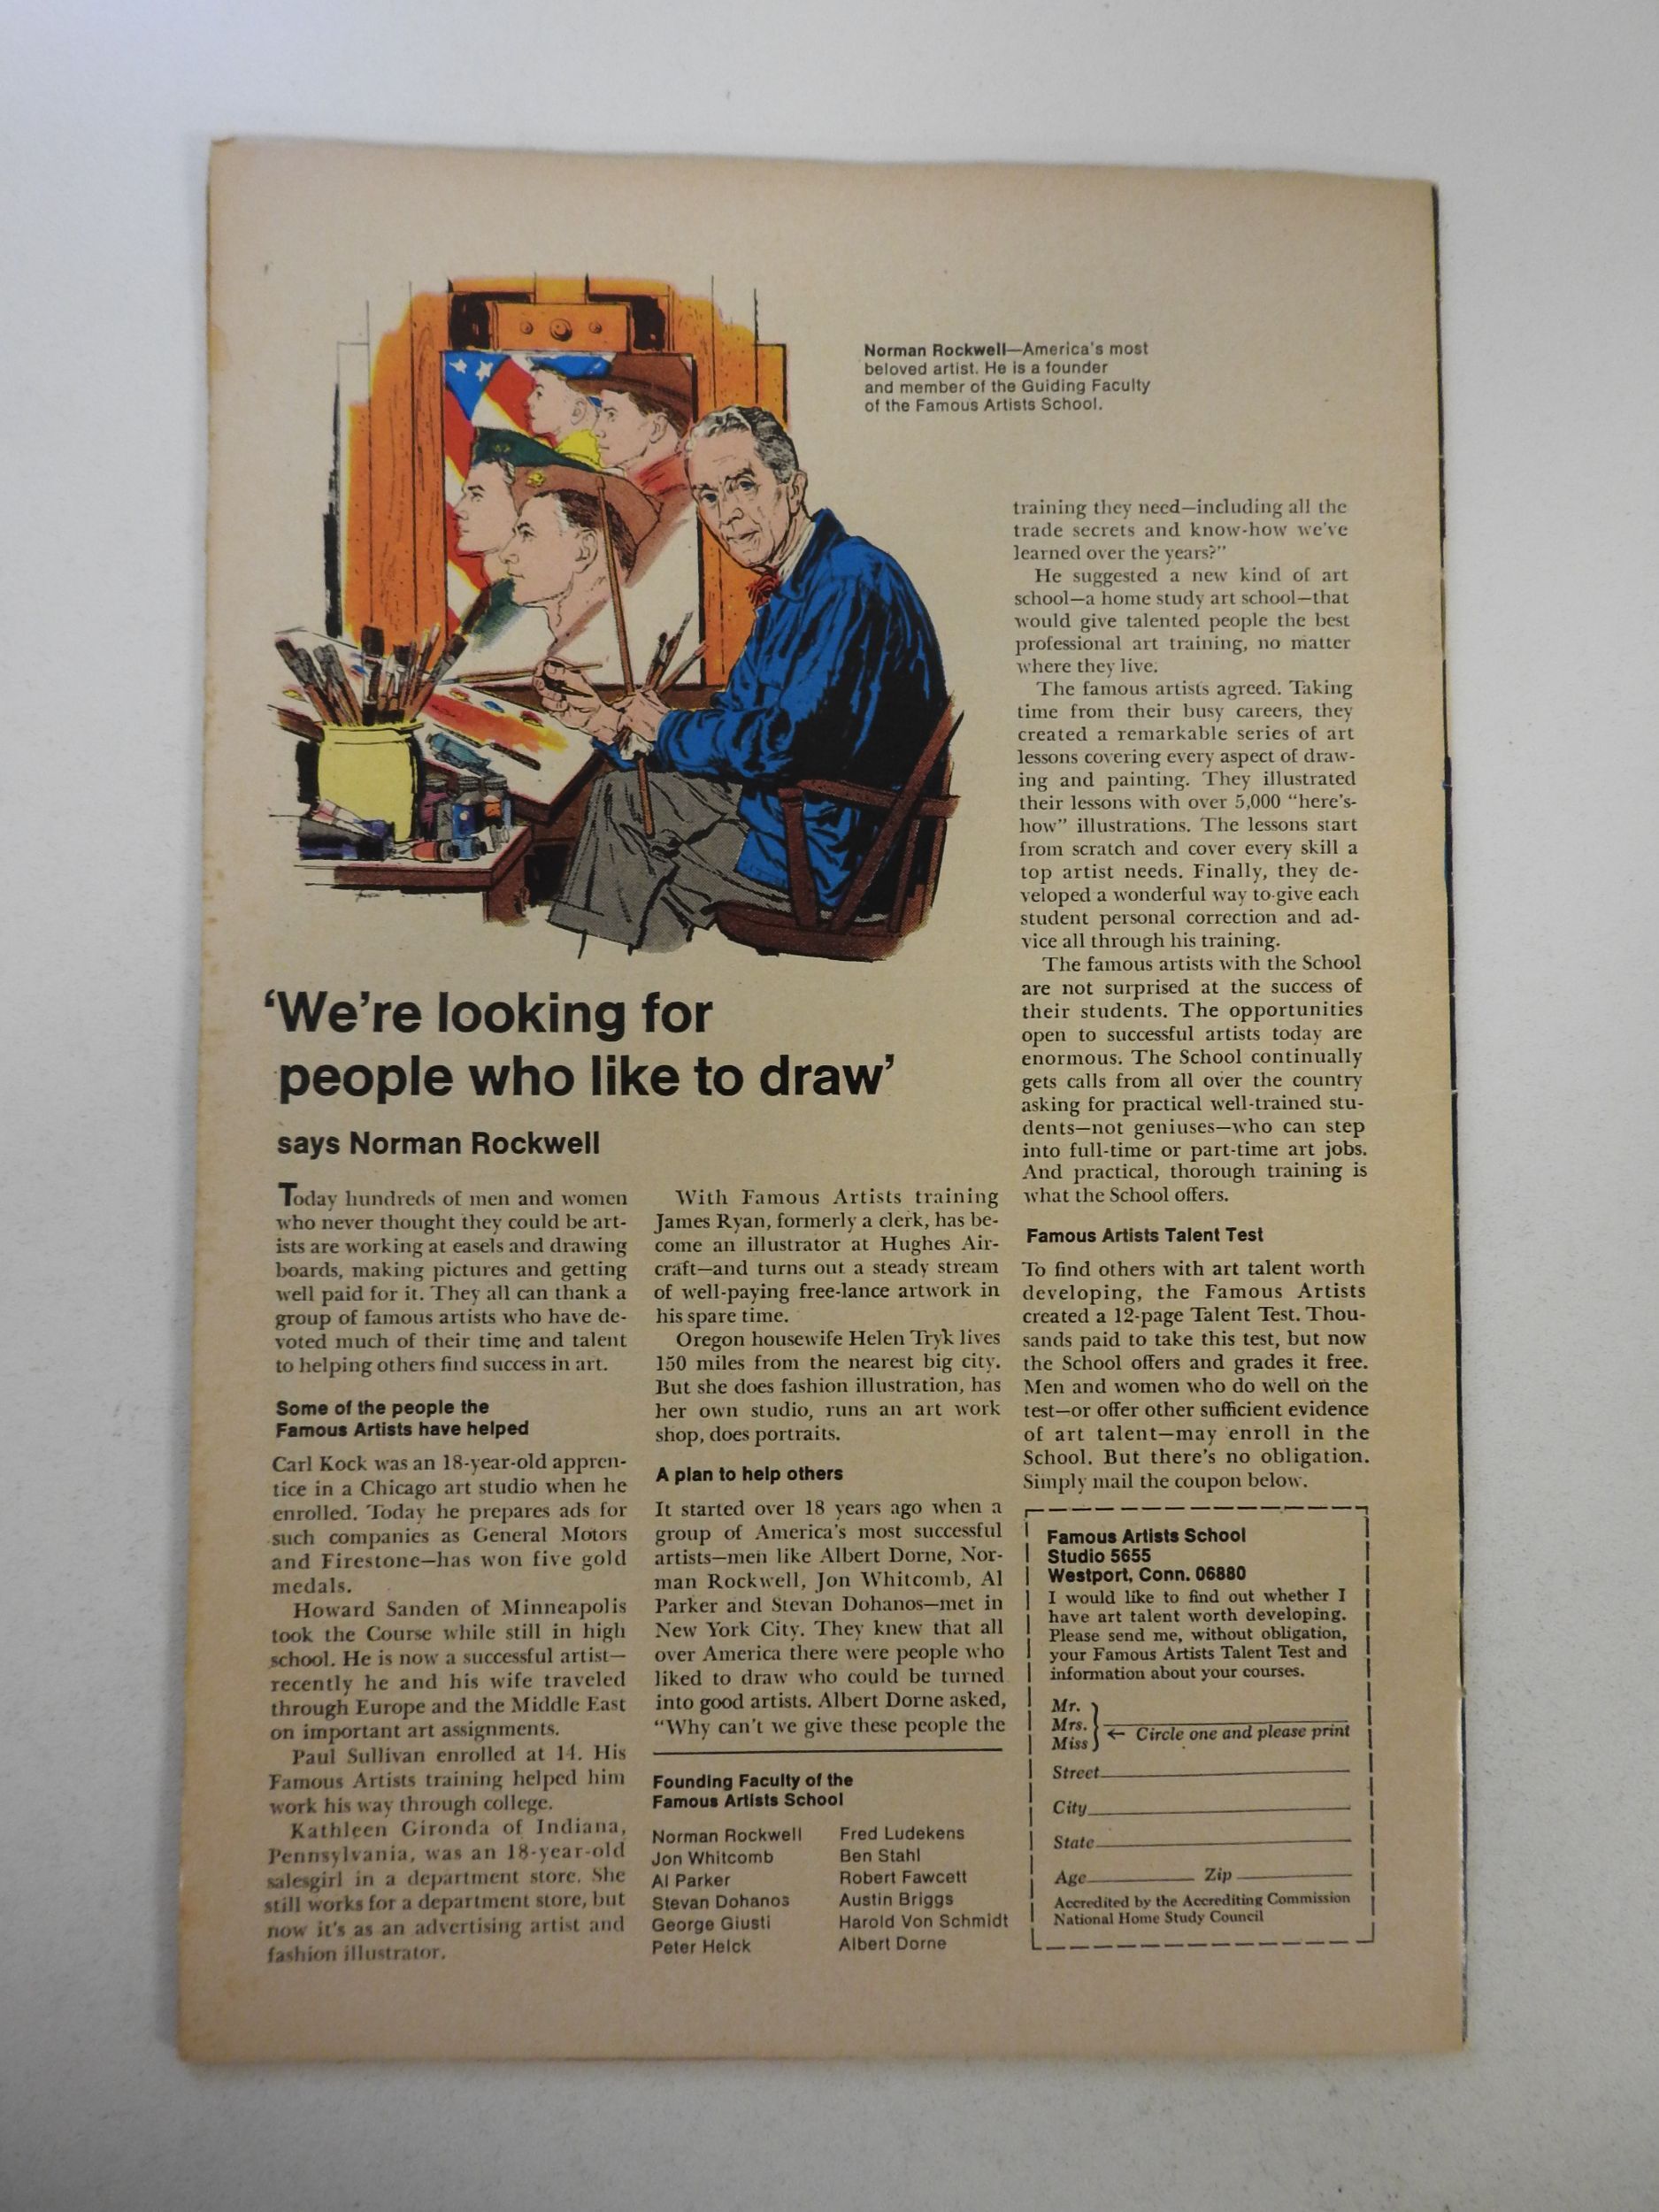 Norman Rockwell—America's most
beloved artist. He is a founder
and member of the Guiding Faculty
of the Famous Artists School.
'We're looking for
people who like to draw'
says Norman Rockwell
Today hundreds of men and women
who never thought they could be art-
ists are working at easels and drawing
boards, making pictures and getting
well paid for it. They all can thank a
group of famous artists who have de-
voted much of their time and talent
to helping others find success in art.
Some of the people the
Famous Artists have helped
Carl Kock was an 18-year-old appren-
tice in a Chicago art studio when he
enrolled. Today he prepares ads for
such companies as General Motors
and Firestone—has won five gold
medals.
Howard Sanden of Minneapolis
took the Course while still in high
school. He is now a successful artist—
recently he and his wife traveled
through Europe and the Middle East
on important art assignments.
Paul Sullivan enrolled at 14. His
Famous Artists training helped him
work his way through college.
Kathleen Gironda of Indiana,
Pennsylvania, was an 18-year-old
salesgirl in a department store. She
still works for a department store, but
now it's as an advertising artist and
fashion illustrator.
With Famous Artists training
James Ryan, formerly a clerk, has be-
come an illustrator at Hughes Air-
craft—and turns out a steady stream
of well-paying free-lance artwork in
his spare time.
Oregon housewife Helen Tryk lives
150 miles from the nearest big city.
But she does fashion illustration, has
her own studio, runs an art work
shop, does portraits.
A plan to help others
It started over 18 years ago when a
group of America's most successful
artists—men like Albert Dorne, Nor-
man Rockwell, Jon Whitcomb, Al
Parker and Stevan Dohanos—met in
New York City. They knew that all
over America there were people who
liked to draw who could be turned
into good artists. Albert Dorne asked,
"Why can't we give these people the
Founding Faculty of the
Famous Artists School
Norman Rockwell
Jon Whitcomb
Al Parker
Stevan Dohanos
George Giusti
Peter Helck
Fred Ludekens
Ben Stahl
Robert Fawcett
Austin Briggs
Harold Von Schmidt
Albert Dorne
training they need—including all the
trade secrets and know-how we've
learned over the years?"
He suggested a new kind of art
school—a home study art school—that
would give talented people the best
professional art training, no matter
where they live.
The famous artists agreed. Taking
time from their busy careers, they
created a remarkable series of art
lessons covering every aspect of draw-
ing and painting. They illustrated
their lessons with over 5,000 "here's-
how" illustrations. The lessons start
from scratch and cover every skill a
top artist needs. Finally, they de-
veloped a wonderful way to give each
student personal correction and ad-
vice all through his training.
The famous artists with the School
are not surprised at the success of
their students. The opportunities
open to successful artists today are
enormous. The School continually
gets calls from all over the country
asking for practical well-trained stu-
dents—not geniuses—who can step
into full-time or part-time art jobs.
And practical, thorough training is
what the School offers.
Famous Artists Talent Test
To find others with art talent worth
developing, the Famous Artists
created a 12-page Talent Test. Thou-
sands paid to take this test, but now
the School offers and grades it free.
Men and women who do well on the
test—or offer other sufficient evidence
of art talent—may enroll in the
School. But there's no obligation.
Simply mail the coupon below.
Famous Artists School
Studio 5655
Westport, Conn. 06880
I would like to find out whether I
have art talent worth developing.
Please send me, without obligation,
your Famous Artists Talent Test and
information about your courses.
Mr.
Mrs. ← Circle one and please print
Miss
Street
City
State
Age Zip
Accredited by the Accrediting Commission
National Home Study Council